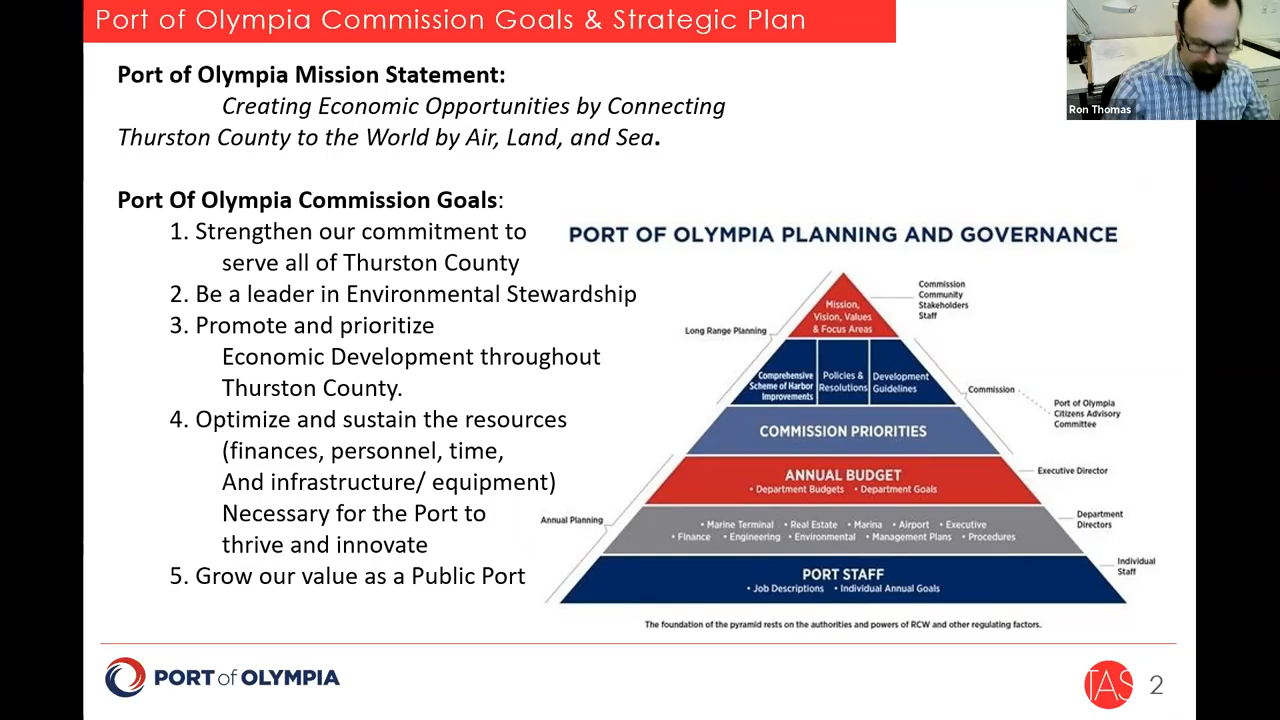 Port of Olympia Commission Goals & Strategic Plan
Ron Thomas
Port of Olympia Mission Statement:
Creating Economic Opportunities by Connecting
Thurston County to the World by Air, Land, and Sea.
Port Of Olympia Commission Goals:
1. Strengthen our commitment to
serve all of Thurston County
2. Be a leader in Environmental Stewardship
3. Promote and prioritize
Economic Development throughout
Thurston County.
4. Optimize and sustain the resources
(finances, personnel, time,
And infrastructure/ equipment)
Necessary for the Port to
thrive and innovate
5. Grow our value as a Public Port
PORT OF OLYMPIA PLANNING AND GOVERNANCE
Mission,
Vision, Values
& Focus Areas
Commission
Community
Stakeholders
Staff
Long Range Planning
Comprehensive
Scheme of Harbor
Improvements
Policies &
Resolutions
Development
Guidelines
Commission
Port of Olympia
Citizens Advisory
Committee
COMMISSION PRIORITIES
ANNUAL BUDGET
• Department Budgets • Department Goals
Executive Director
Annual Planning
• Marine Terminal • Real Estate • Marina • Airport • Executive
• Finance • Engineering • Environmental • Management Plans • Procedures
Department
Directors
PORT STAFF
• Job Descriptions • Individual Annual Goals
Individual
Staff
The foundation of the pyramid rests on the authorities and powers of RCW and other regulating factors.
PORT of OLYMPIA
TAS
2